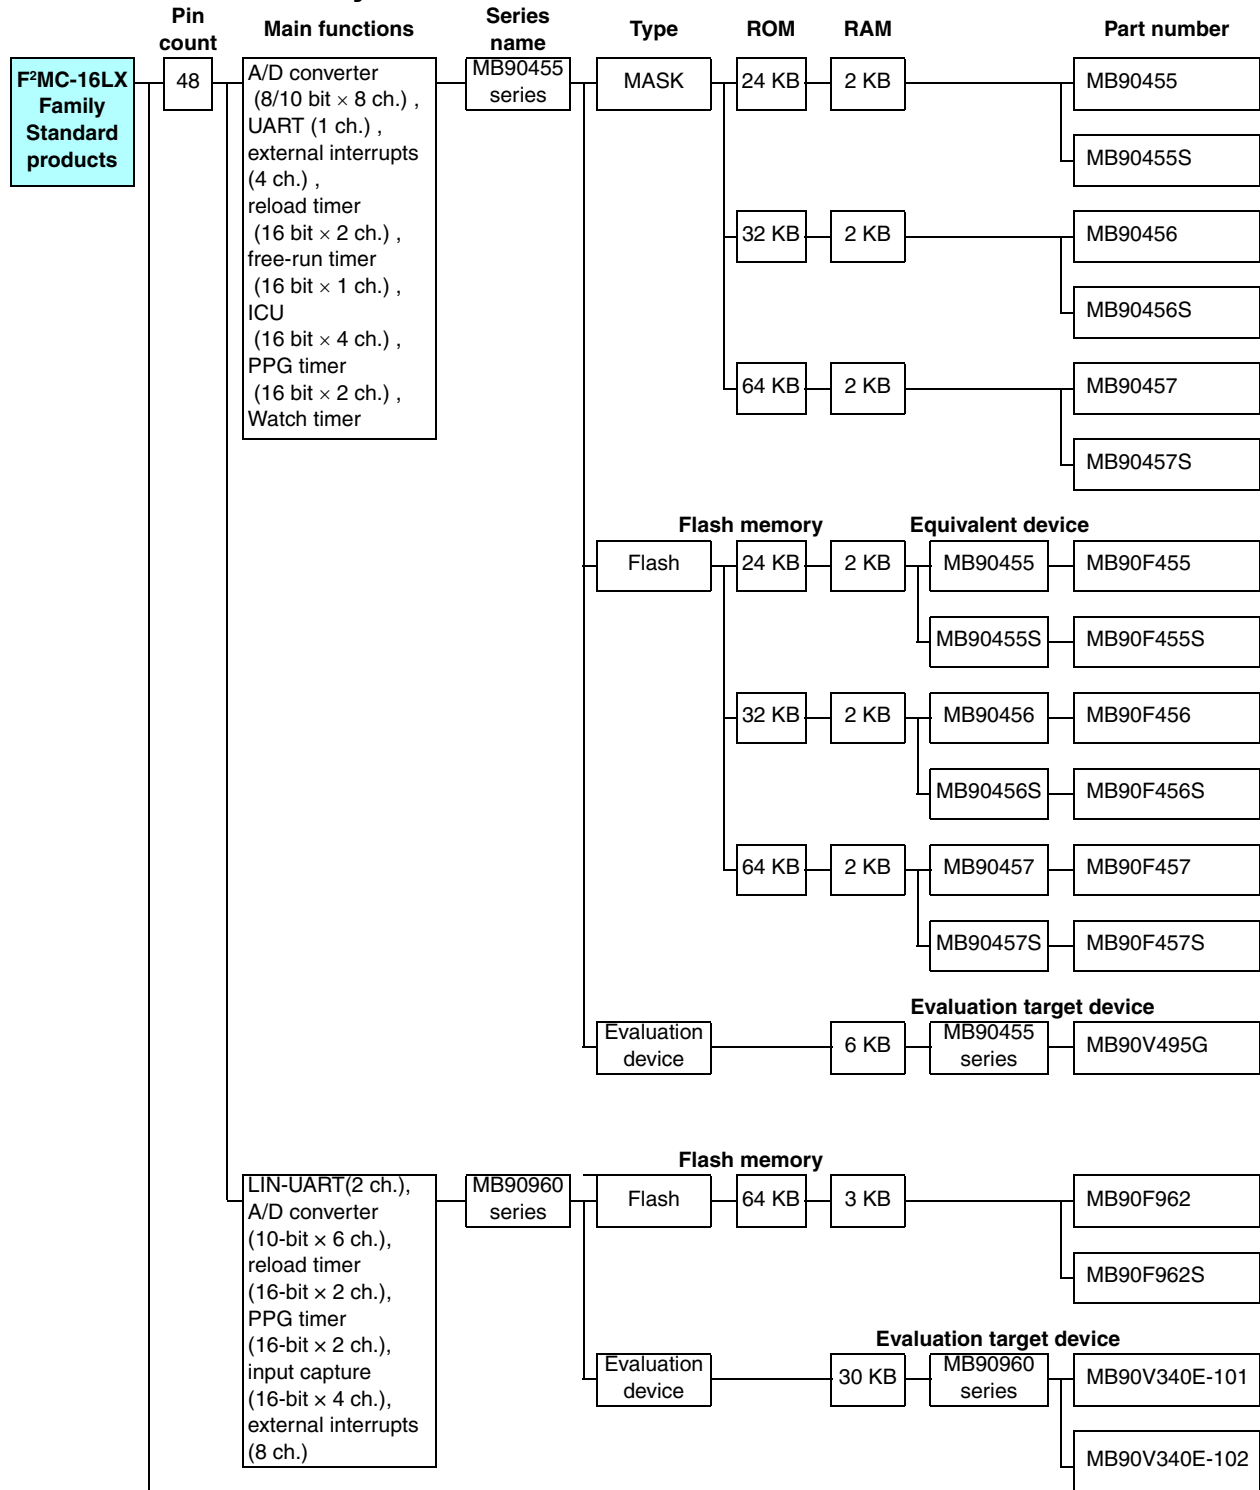 Pin count
Main functions
Series name
Type
ROM
RAM
Part number
F²MC-16LX
Family
Standard
products
48
A/D converter
(8/10 bit × 8 ch.) ,
UART (1 ch.) ,
external interrupts
(4 ch.) ,
reload timer
(16 bit × 2 ch.) ,
free-run timer
(16 bit × 1 ch.) ,
ICU
(16 bit × 4 ch.) ,
PPG timer
(16 bit × 2 ch.) ,
Watch timer
MB90455
series
MASK
24 KB
2 KB
MB90455
MB90455S
32 KB
2 KB
MB90456
MB90456S
64 KB
2 KB
MB90457
MB90457S
Flash memory
Equivalent device
Flash
24 KB
2 KB
MB90455
MB90F455
MB90455S
MB90F455S
32 KB
2 KB
MB90456
MB90F456
MB90456S
MB90F456S
64 KB
2 KB
MB90457
MB90F457
MB90457S
MB90F457S
Evaluation target device
Evaluation
device
6 KB
MB90455
series
MB90V495G
Flash memory
LIN-UART(2 ch.),
A/D converter
(10-bit × 6 ch.),
reload timer
(16-bit × 2 ch.),
PPG timer
(16-bit × 2 ch.),
input capture
(16-bit × 4 ch.),
external interrupts
(8 ch.)
MB90960
series
Flash
64 KB
3 KB
MB90F962
MB90F962S
Evaluation target device
Evaluation
device
30 KB
MB90960
series
MB90V340E-101
MB90V340E-102